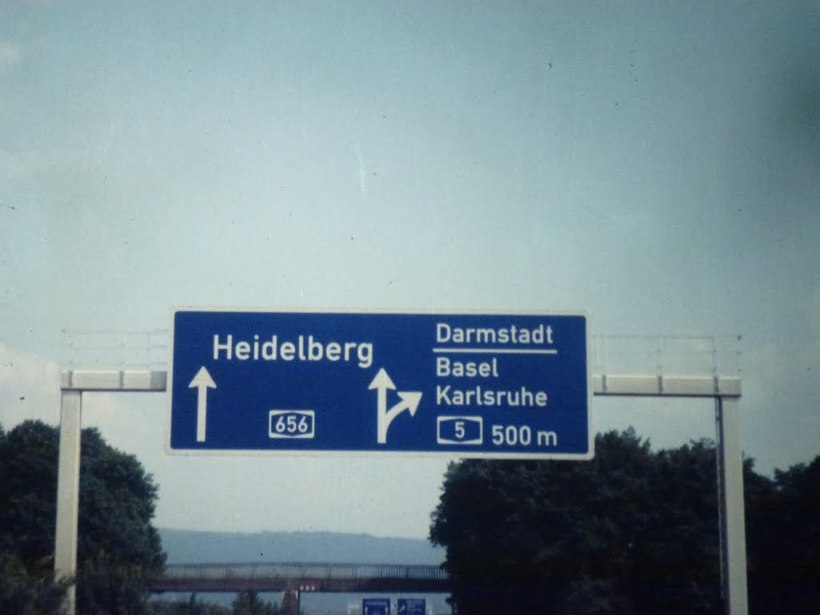 Heidelberg
656
Darmstadt
Basel
Karlsruhe
5 500 m